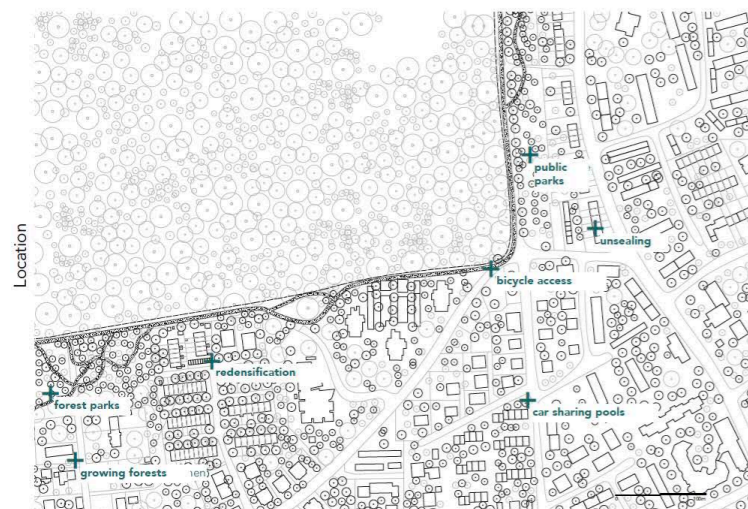 Location
public
parks
unsealing
bicycle access
redensification
forest parks
car sharing pools
growing forests